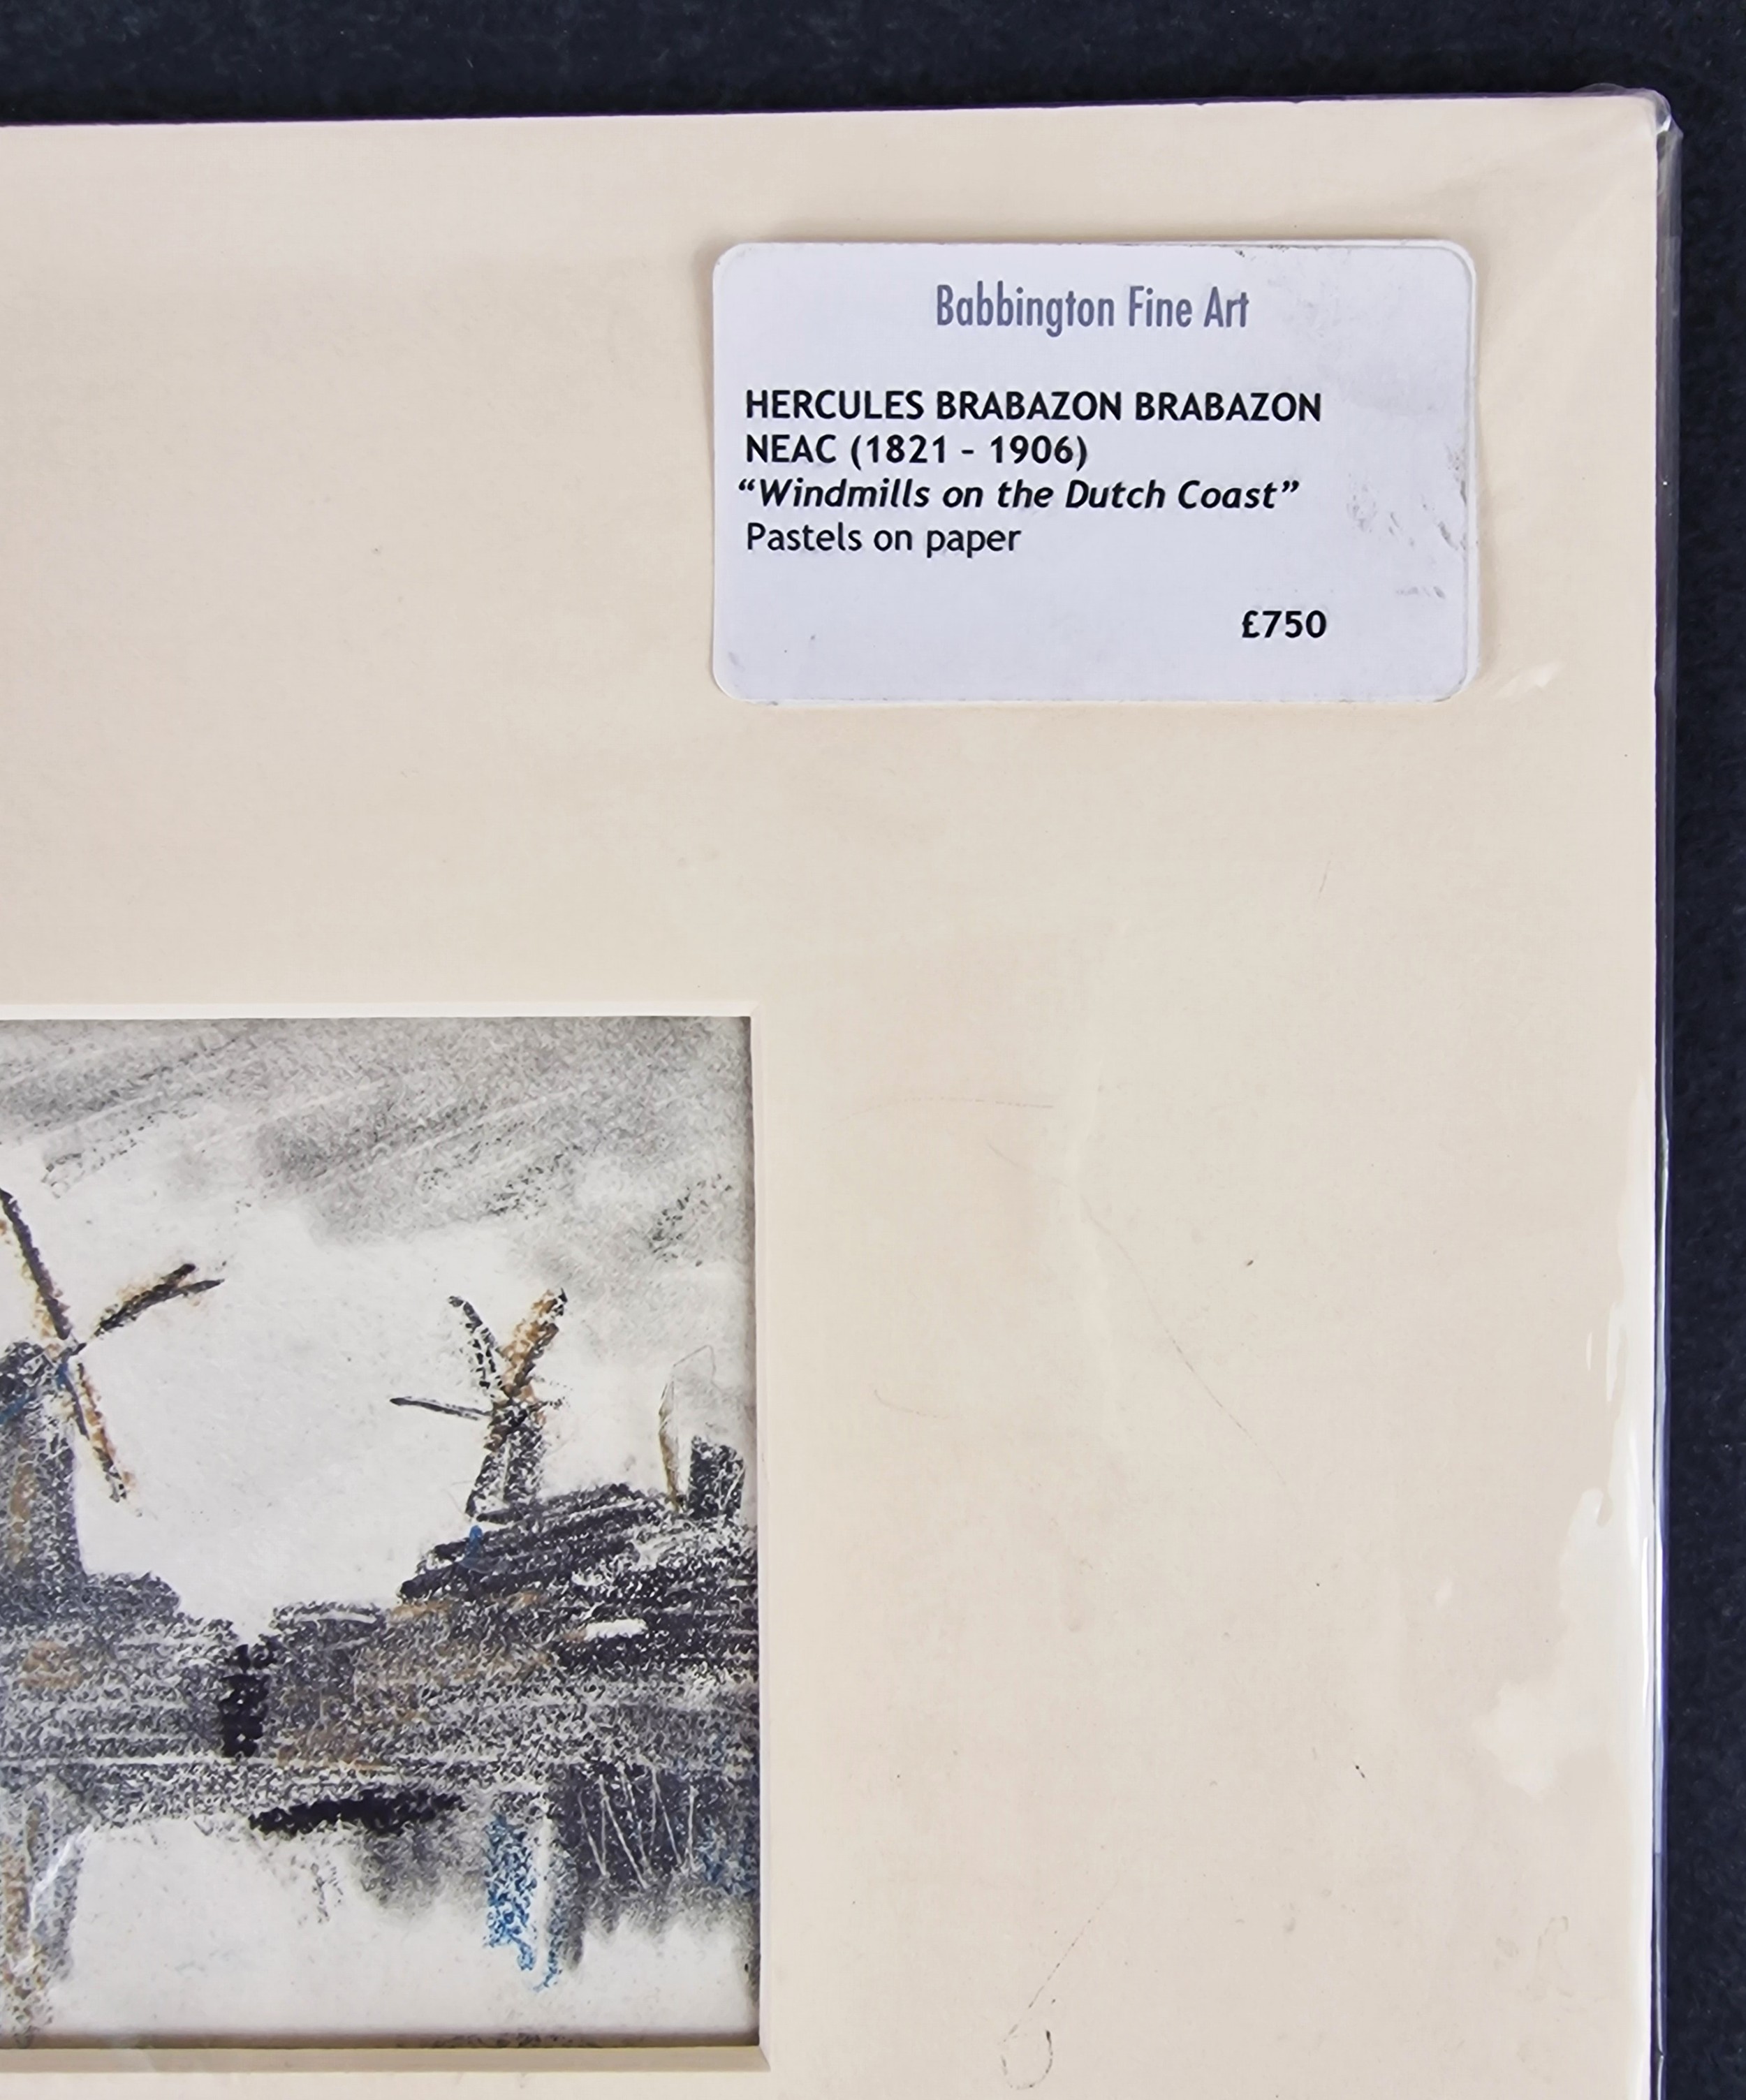 Babbington Fine Art
HERCULES BRABAZON BRABAZON
NEAC (1821 - 1906)
“Windmills on the Dutch Coast”
Pastels on paper
£750